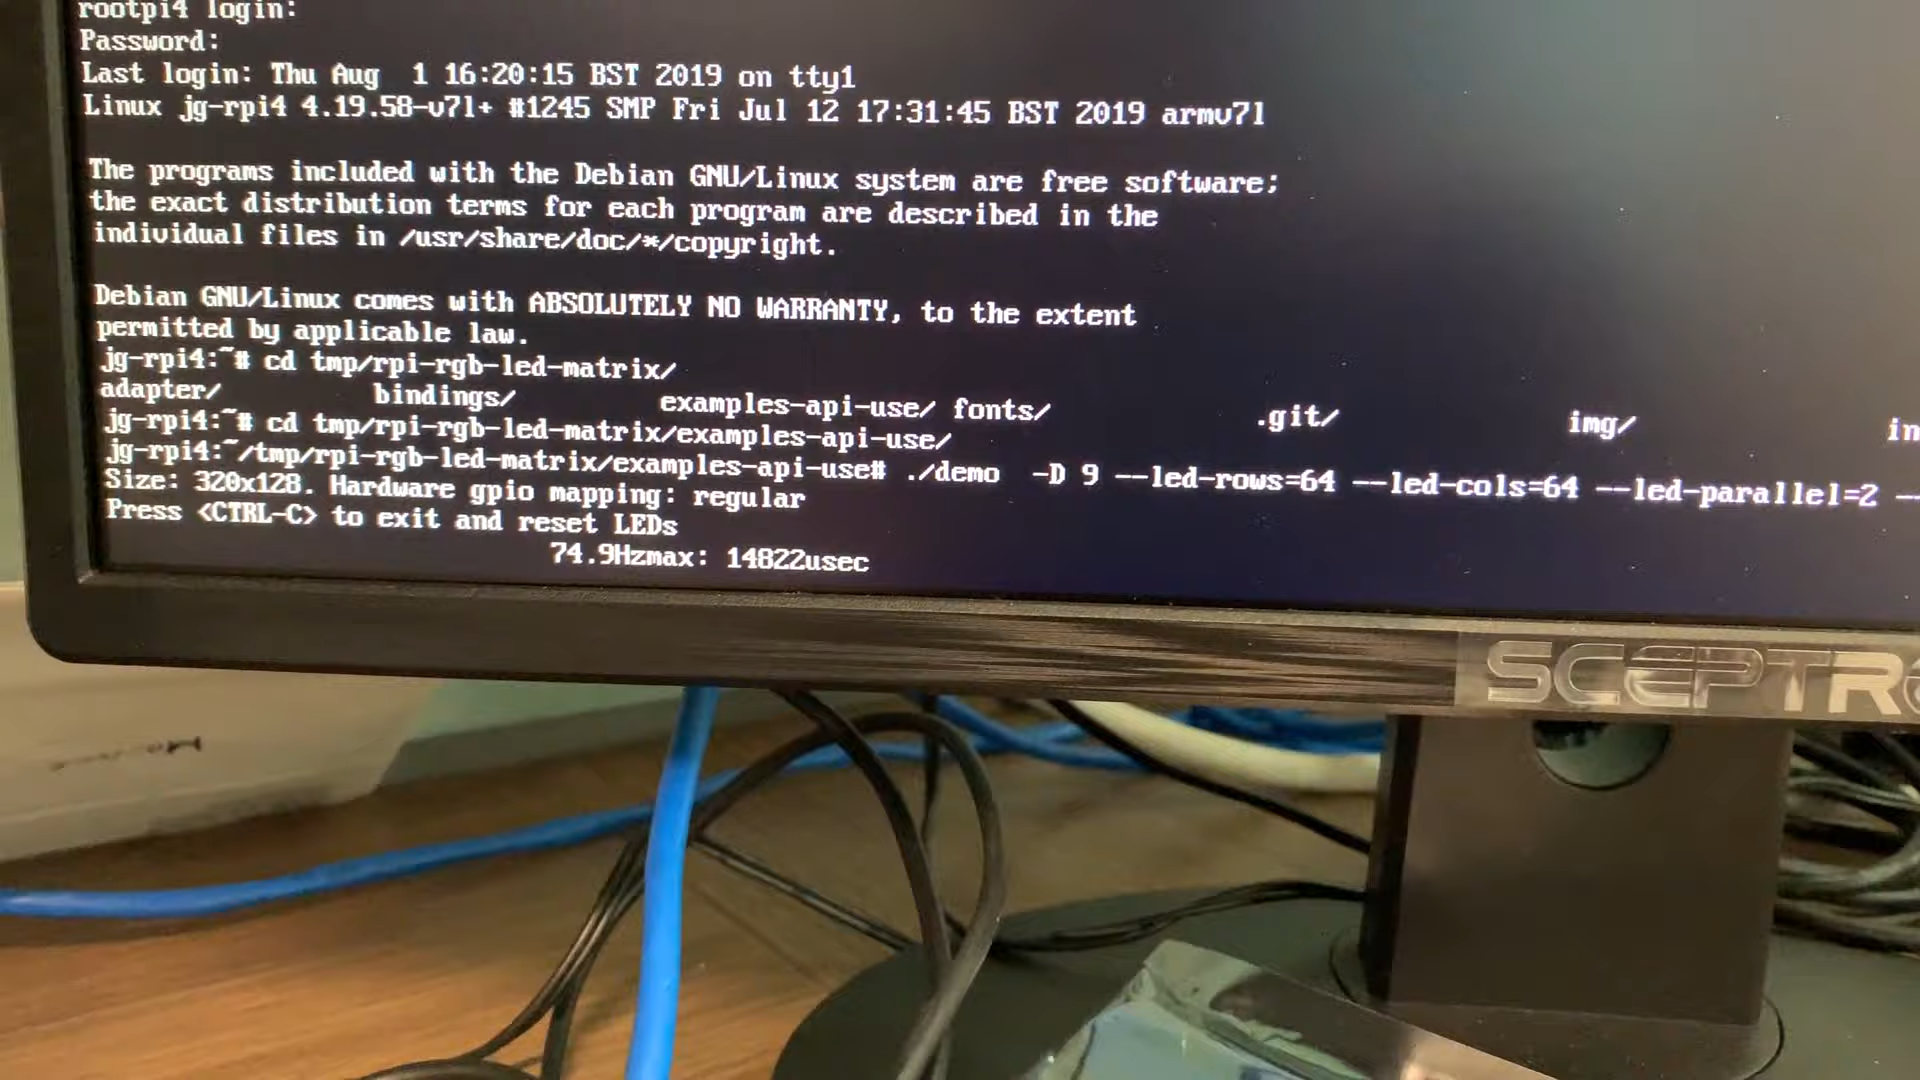 rootpi4 login:
Password:
Last login: Thu Aug  1 16:20:15 BST 2019 on tty1
Linux jg-rpi4 4.19.58-v7l+ #1245 SMP Fri Jul 12 17:31:45 BST 2019 armv7l
The programs included with the Debian GNU/Linux system are free software;
the exact distribution terms for each program are described in the
individual files in /usr/share/doc/*/copyright.
Debian GNU/Linux comes with ABSOLUTELY NO WARRANTY, to the extent
permitted by applicable law.
jg-rpi4:~# cd tmp/rpi-rgb-led-matrix/
adapter/ bindings/ examples-api-use/ fonts/ .git/ img/ in
jg-rpi4:~# cd tmp/rpi-rgb-led-matrix/examples-api-use/
jg-rpi4:~/tmp/rpi-rgb-led-matrix/examples-api-use# ./demo  -D 9 --led-rows=64 --led-cols=64 --led-parallel=2 --
Size: 320x128. Hardware gpio mapping: regular
Press <CTRL-C> to exit and reset LEDs
74.9Hzmax: 14822usec
SCEPTR